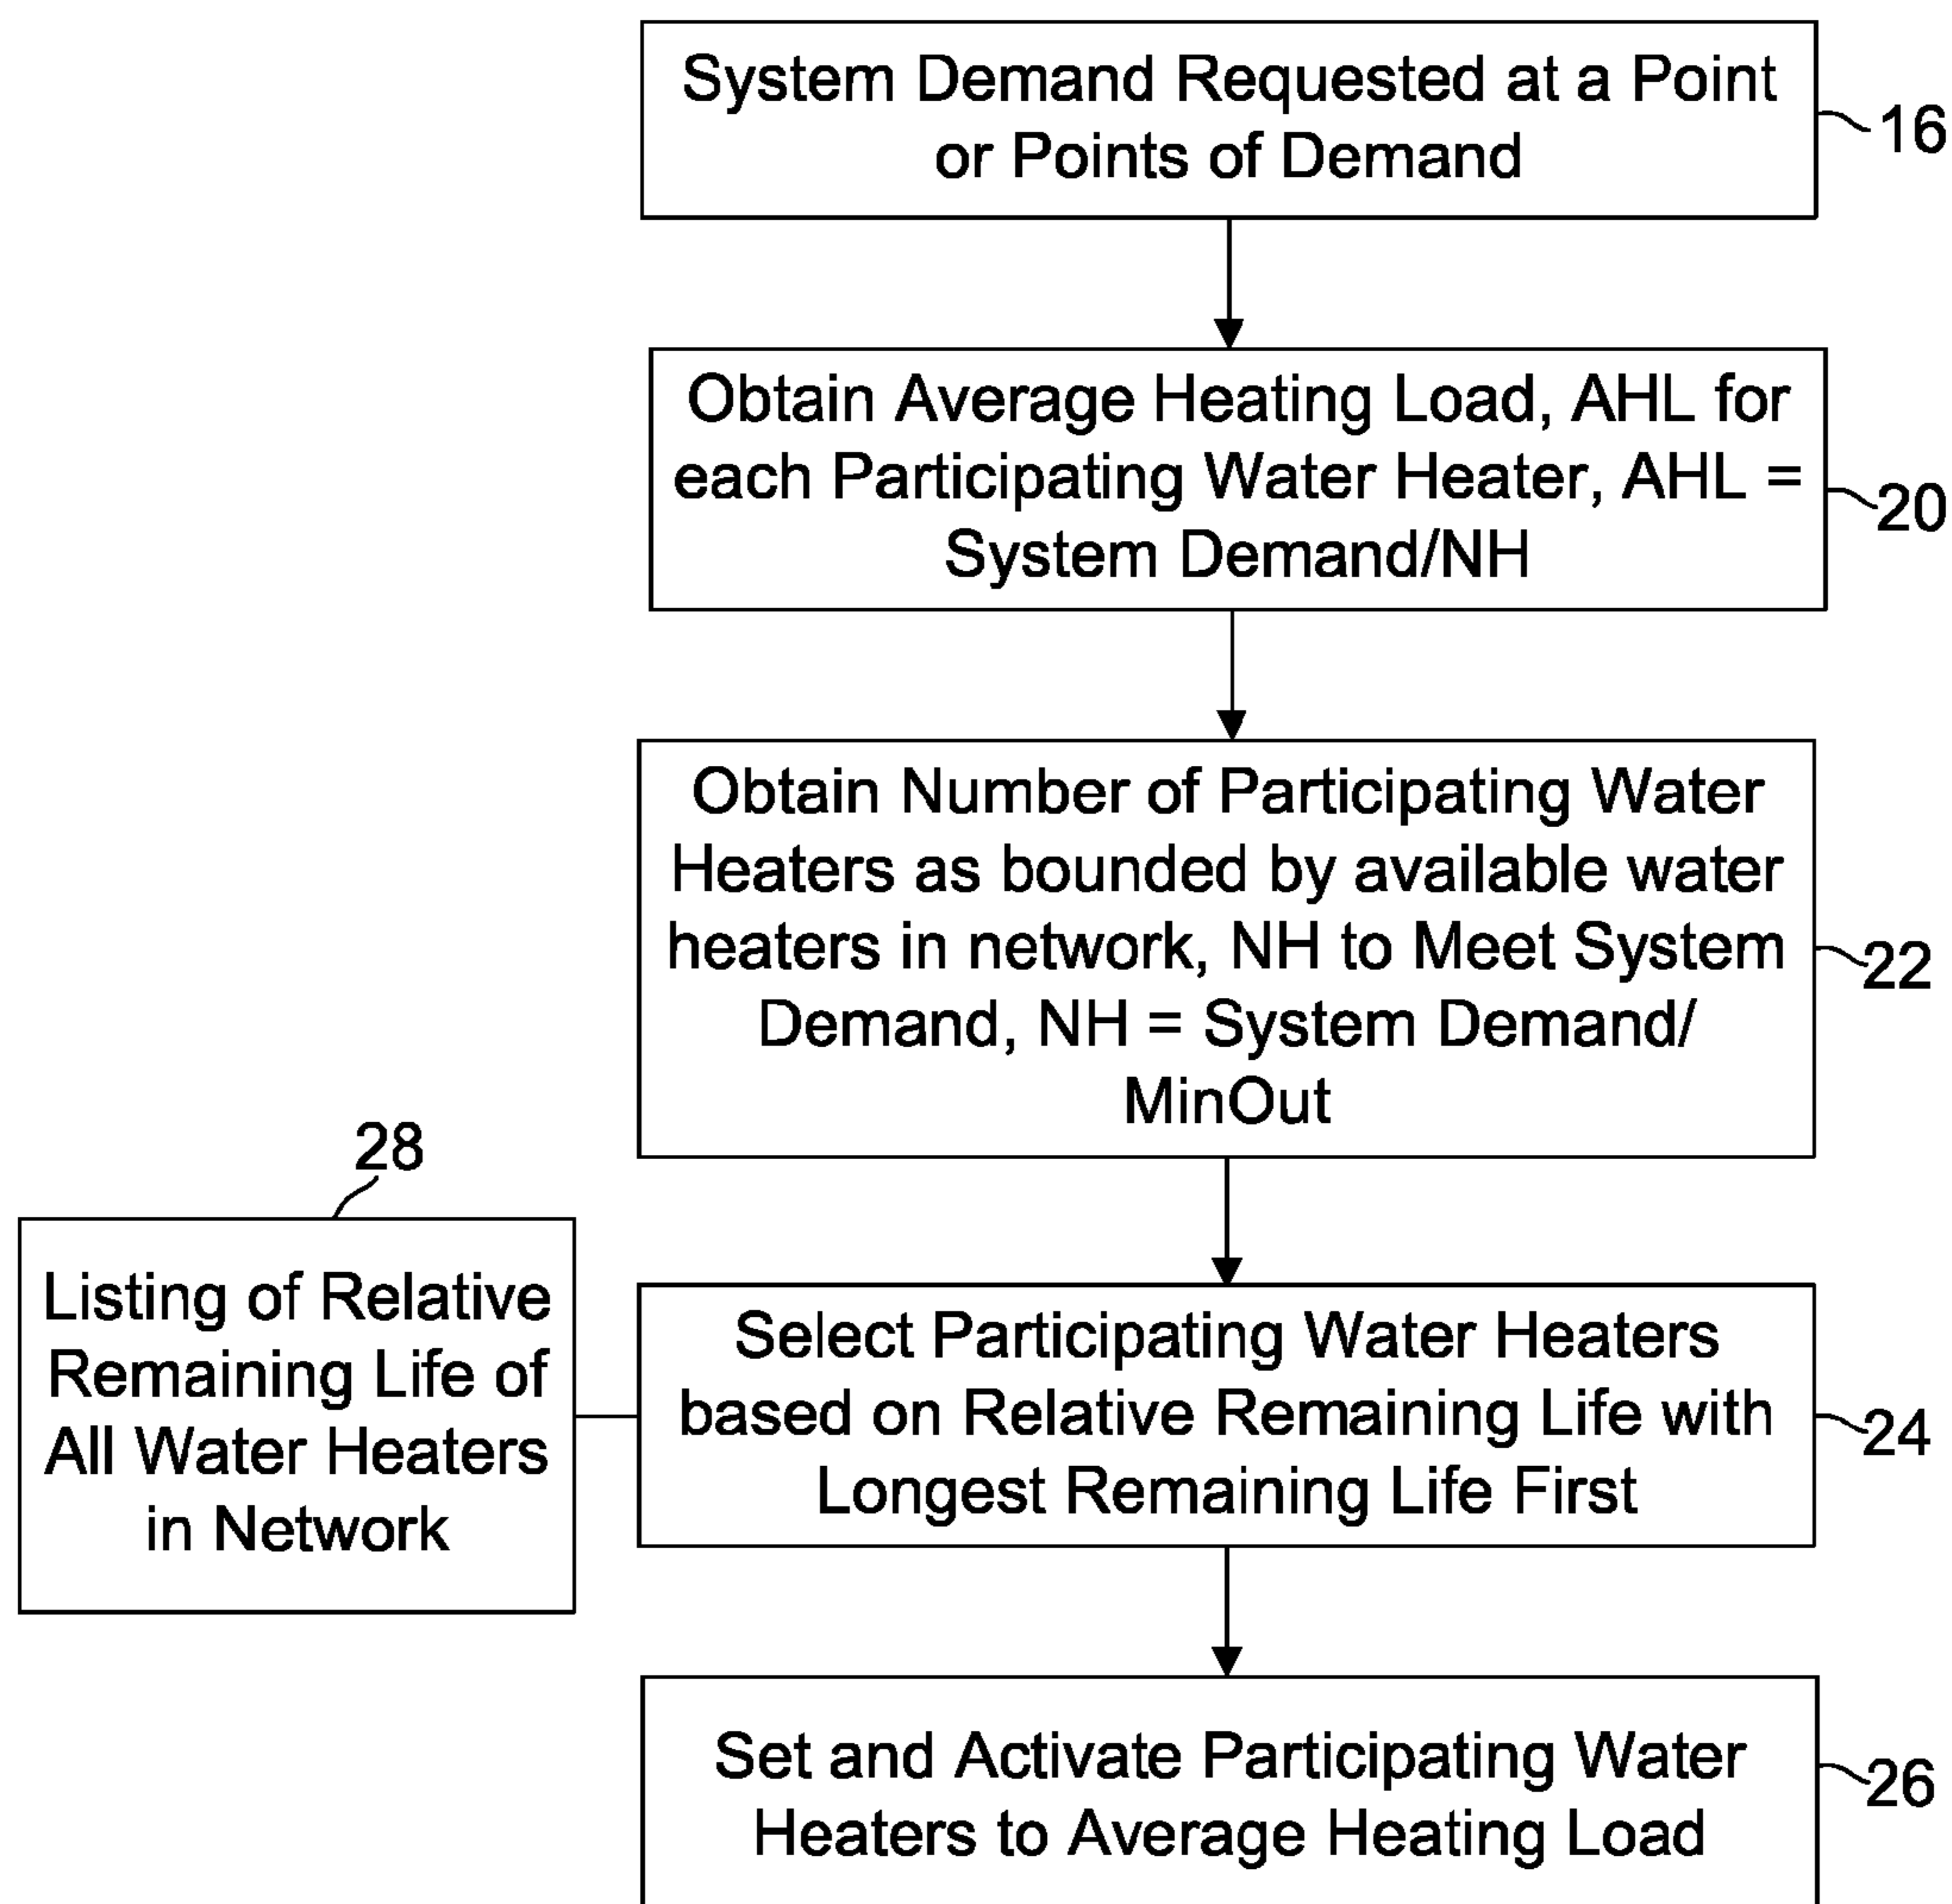 System Demand Requested at a Point
or Points of Demand
16
Obtain Average Heating Load, AHL for
each Participating Water Heater, AHL =
System Demand/NH
20
Obtain Number of Participating Water
Heaters as bounded by available water
heaters in network, NH to Meet System
Demand, NH = System Demand/
MinOut
22
28
Listing of Relative
Remaining Life of
All Water Heaters
in Network
Select Participating Water Heaters
based on Relative Remaining Life with
Longest Remaining Life First
24
Set and Activate Participating Water
Heaters to Average Heating Load
26